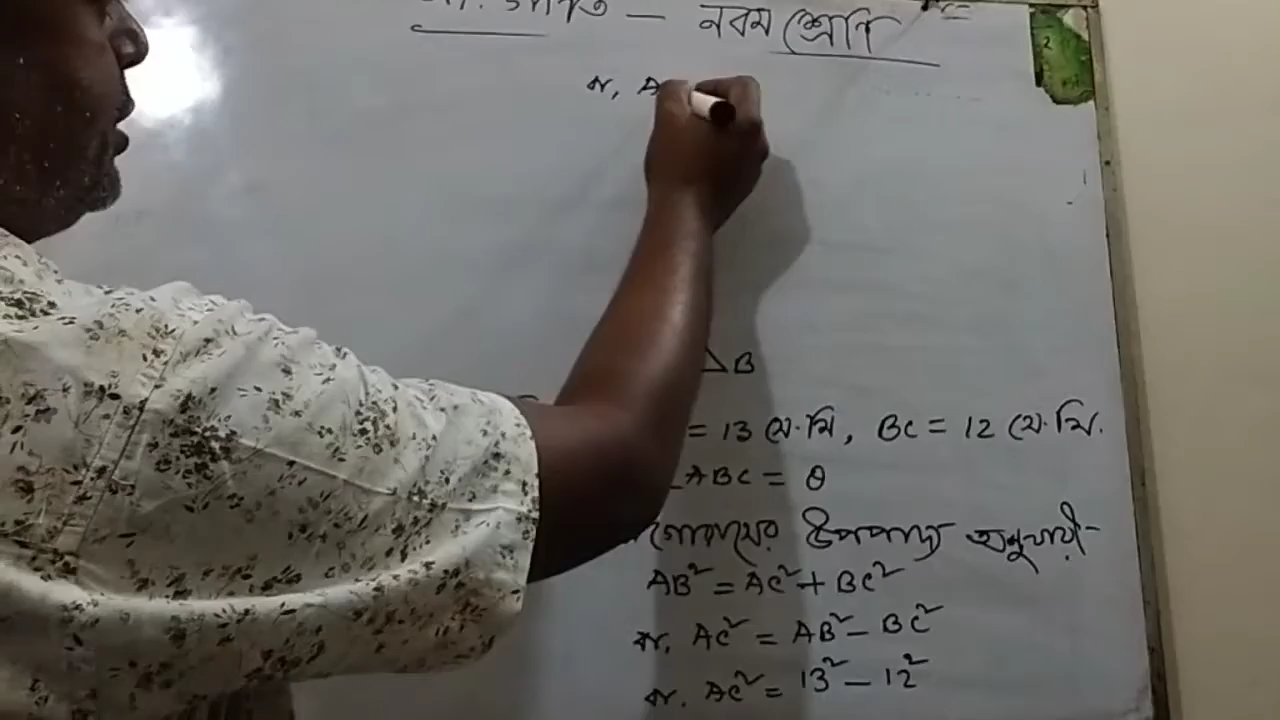 — নবম শ্রেণি
বা, A
△ B
= 13 সে.মি, BC = 12 সে.মি.
∠ABC = θ
উপপাদ্য অনুযায়ী-
AB² = AC² + BC²
বা, AC² = AB² - BC²
বা, AC² = 13² - 12²